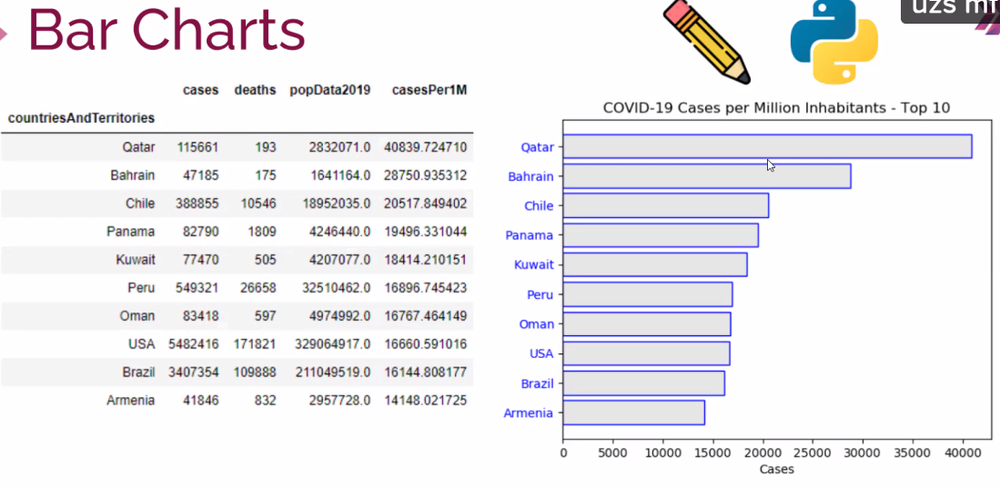 Bar Charts
uzs mf
cases deaths popData2019 casesPer1M
countriesAndTerritories
Qatar 115661 193 2832071.0 40839.724710
Bahrain 47185 175 1641164.0 28750.935312
Chile 388855 10546 18952035.0 20517.849402
Panama 82790 1809 4246440.0 19496.331044
Kuwait 77470 505 4207077.0 18414.210151
Peru 549321 26658 32510462.0 16896.745423
Oman 83418 597 4974992.0 16767.464149
USA 5482416 171821 329064917.0 16660.591016
Brazil 3407354 109888 211049519.0 16144.808177
Armenia 41846 832 2957728.0 14148.021725
COVID-19 Cases per Million Inhabitants - Top 10
Qatar
Bahrain
Chile
Panama
Kuwait
Peru
Oman
USA
Brazil
Armenia
0 5000 10000 15000 20000 25000 30000 35000 40000
Cases